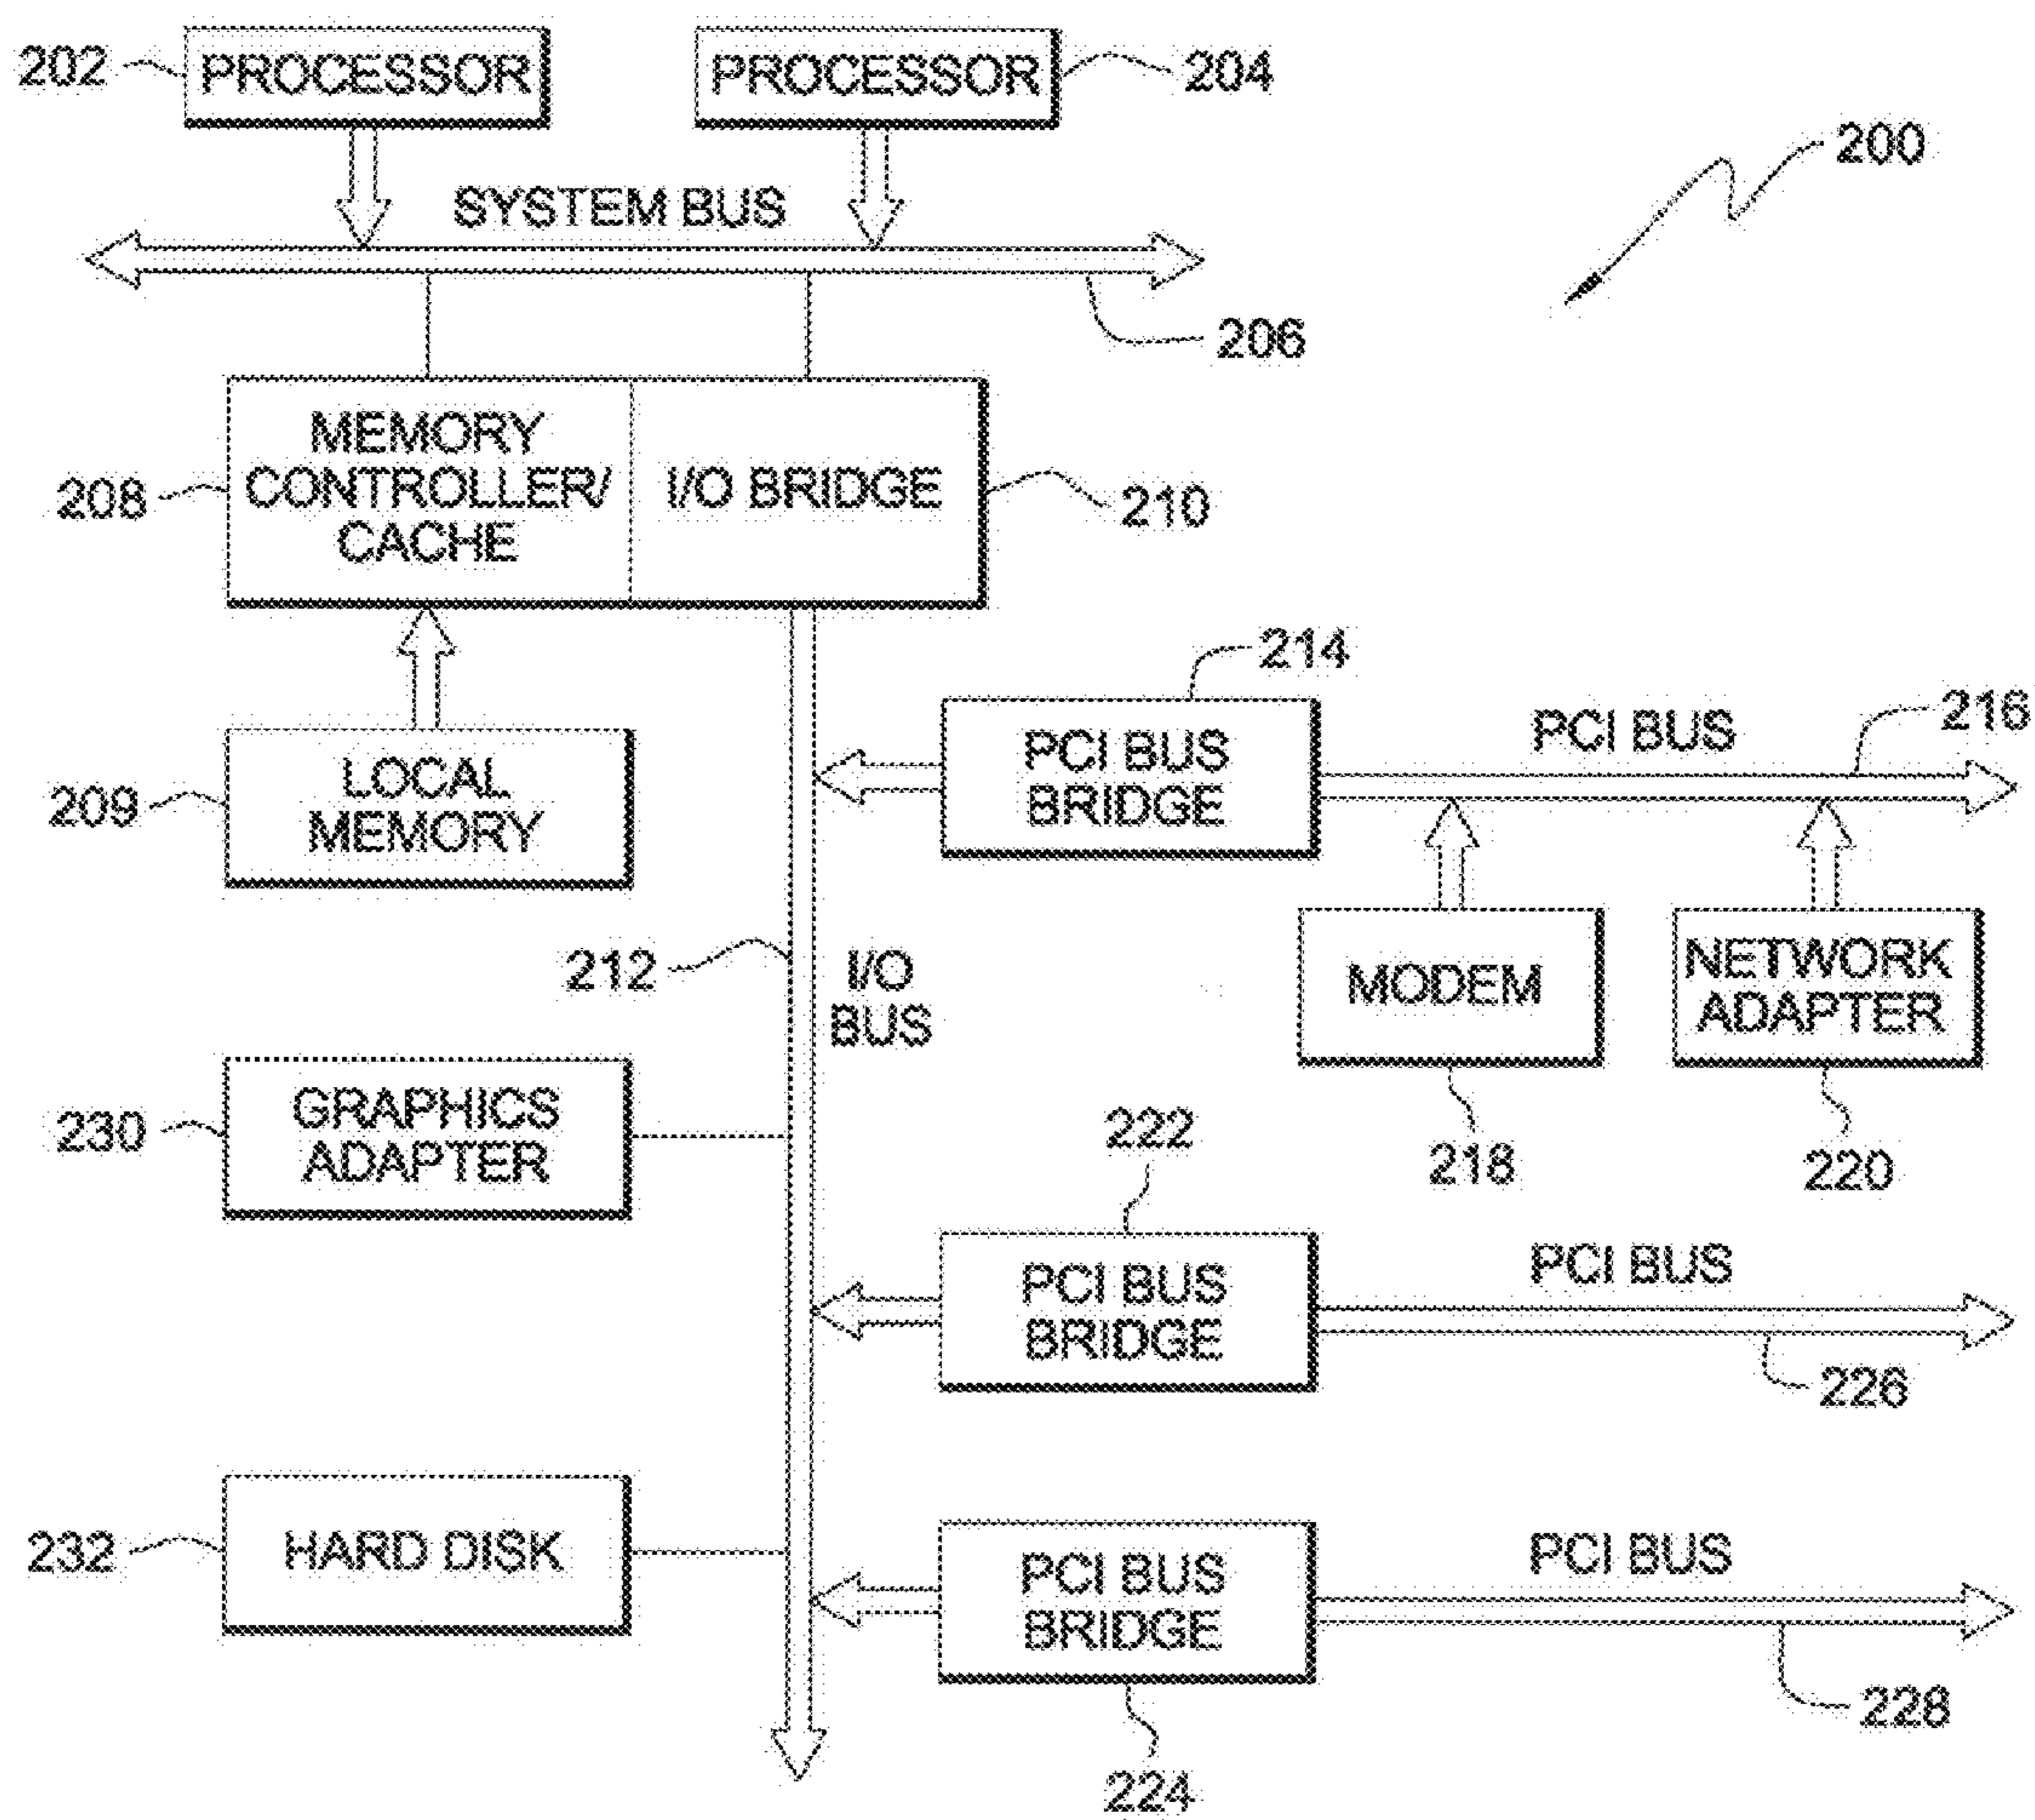 202
PROCESSOR
PROCESSOR
204
200
SYSTEM BUS
206
208
MEMORY
CONTROLLER/
CACHE
I/O BRIDGE
210
214
209
LOCAL
MEMORY
PCI BUS
BRIDGE
PCI BUS
216
212
I/O
BUS
MODEM
NETWORK
ADAPTER
218
220
230
GRAPHICS
ADAPTER
222
PCI BUS
BRIDGE
PCI BUS
226
232
HARD DISK
PCI BUS
BRIDGE
PCI BUS
228
224